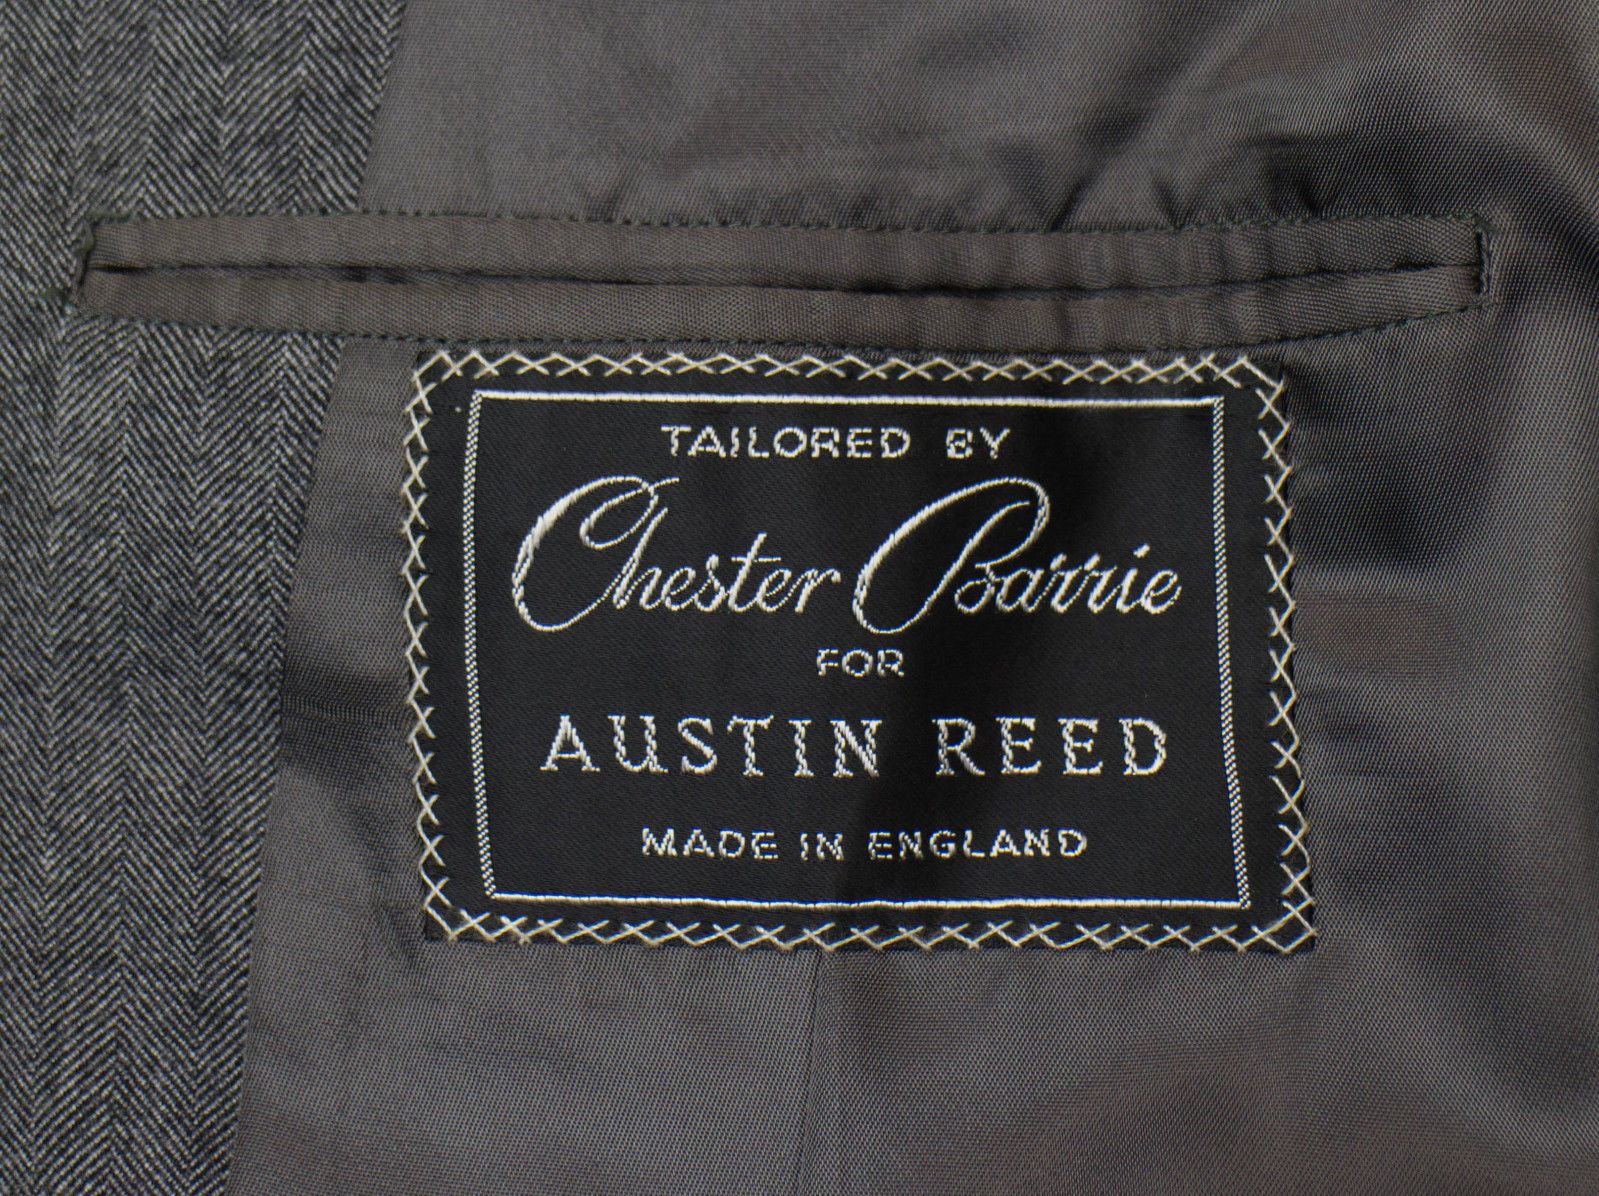 TAILORED BY
Chester Barrie
FOR
AUSTIN REED
MADE IN ENGLAND